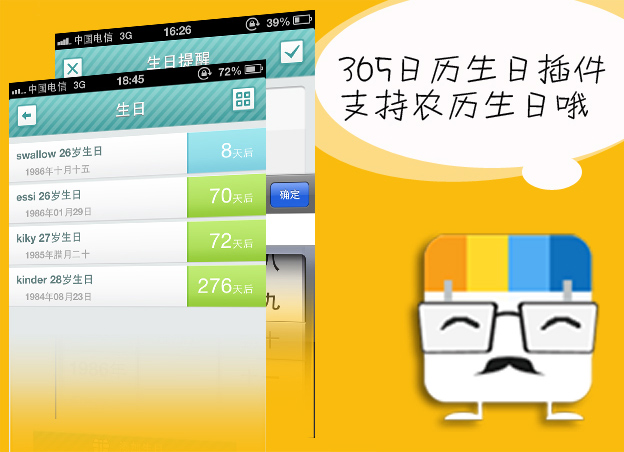 中国电信 3G 16:26 39%
生日提醒
中国电信 3G 18:45 72%
生日
swallow 26岁生日
1986年十月十五
8天后
essi 26岁生日
1986年01月29日
70天后
kiky 27岁生日
1985年腊月二十
72天后
kinder 28岁生日
1984年08月23日
276天后
确定
八
九
十
365日历生日插件
支持农历生日哦